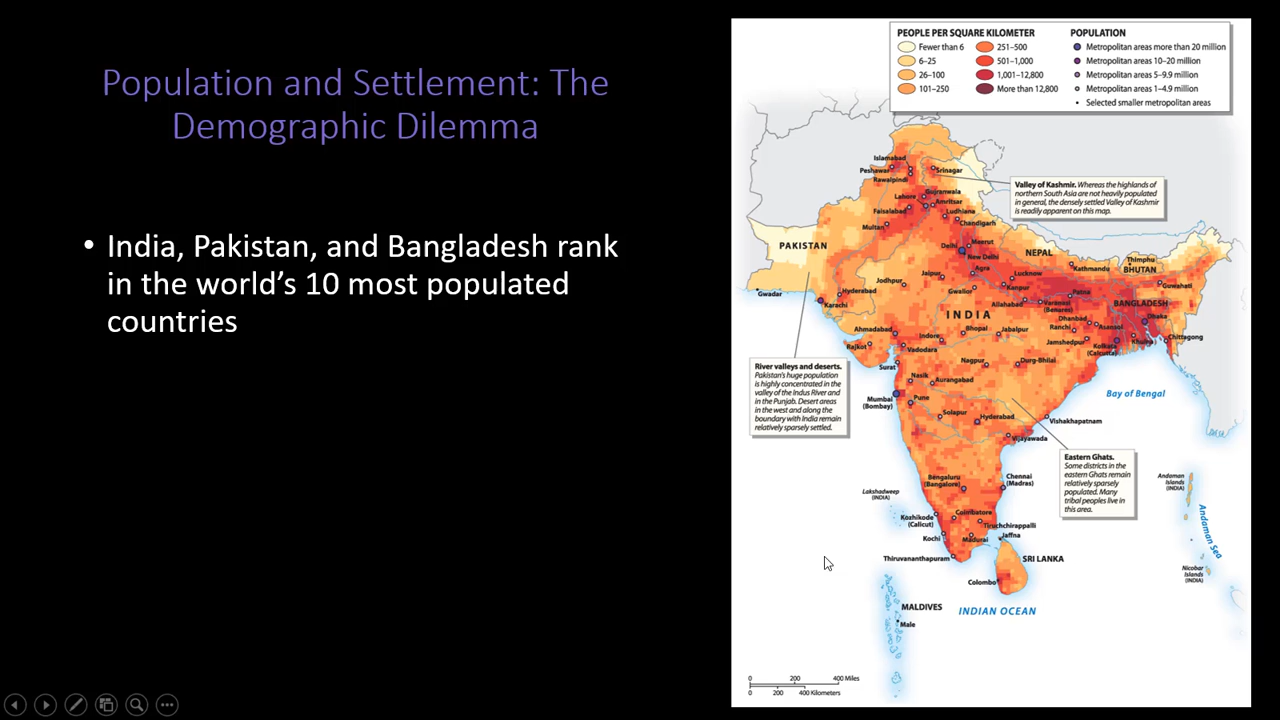 Population and Settlement: The
Demographic Dilemma
• India, Pakistan, and Bangladesh rank
in the world's 10 most populated
countries
PEOPLE PER SQUARE KILOMETER
Fewer than 6
6–25
26–100
101–250
251–500
501–1,000
1,001–12,800
More than 12,800
POPULATION
Metropolitan areas more than 20 million
Metropolitan areas 10–20 million
Metropolitan areas 5–9.9 million
Metropolitan areas 1–4.9 million
Selected smaller metropolitan areas
Islamabad
Peshawar
Rawalpindi
Srinagar
Valley of Kashmir. Whereas the highlands of
northern South Asia are not heavily populated
in general, the densely settled Valley of Kashmir
is readily apparent on this map.
Gujranwala
Lahore
Amritsar
Faisalabad
Ludhiana
Chandigarh
Multan
PAKISTAN
Delhi
Meerut
New Delhi
NEPAL
Thimphu
BHUTAN
Kathmandu
Agra
Jaipur
Lucknow
Jodhpur
Guwahati
Gwadar
Hyderabad
Karachi
Gwalior
Kanpur
Patna
Allahabad
Varanasi
(Benares)
BANGLADESH
INDIA
Dhanbad
Dhaka
Ahmadabad
Indore
Bhopal
Jabalpur
Ranchi
Asansol
Rajkot
Vadodara
Jamshedpur
Kolkata
(Calcutta)
Khulna
Chittagong
Surat
Nagpur
Durg-Bhilai
River valleys and deserts.
Pakistan's huge population
is highly concentrated in the
valley of the Indus River and
in the Punjab. Desert areas
in the west and along the
boundary with India remain
relatively sparsely settled.
Nasik
Aurangabad
Mumbai
(Bombay)
Pune
Bay of Bengal
Solapur
Hyderabad
Vishakhapatnam
Vijayawada
Eastern Ghats.
Some districts in the
eastern Ghats remain
relatively sparsely
populated. Many
tribal peoples live in
this area.
Bengaluru
(Bangalore)
Chennai
(Madras)
Andaman
Islands
(INDIA)
Lakshadweep
(INDIA)
Kozhikode
(Calicut)
Coimbatore
Tiruchchirappalli
Andaman Sea
Kochi
Madurai
Jaffna
Thiruvananthapuram
SRI LANKA
Nicobar
Islands
(INDIA)
Colombo
MALDIVES
INDIAN OCEAN
Male
0 200 400 Miles
0 200 400 Kilometers